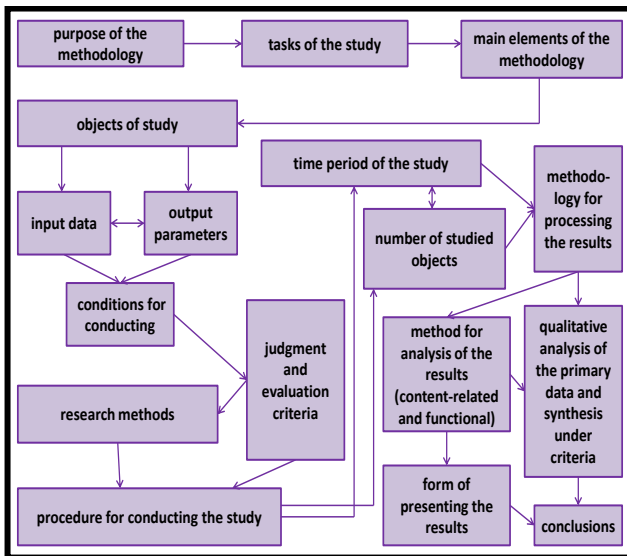 purpose of the
methodology
tasks of the study
main elements of the
methodology
objects of study
time period of the study
methodo-
logy for
processing
the results
input data
output
parameters
number of studied
objects
conditions for
conducting
judgment
and
evaluation
criteria
method for
analysis of the
results
(content-related
and functional)
qualitative
analysis of
the primary
data and
synthesis
under
criteria
research methods
procedure for conducting the study
form of
presenting the
results
conclusions